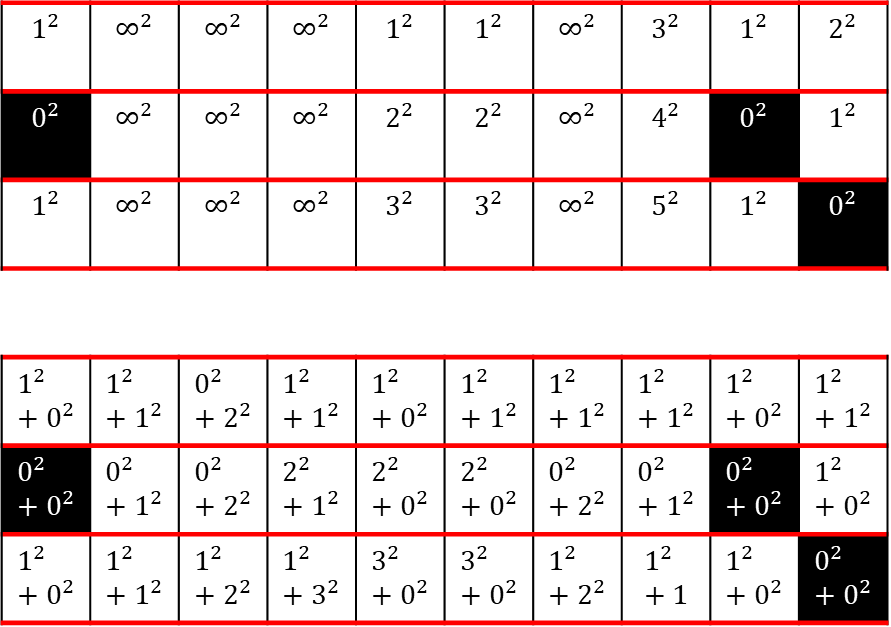 1² ∞² ∞² ∞² 1² 1² ∞² 3² 1² 2²
0² ∞² ∞² ∞² 2² 2² ∞² 4² 0² 1²
1² ∞² ∞² ∞² 3² 3² ∞² 5² 1² 0²
1² 1² 0² 1² 1² 1² 1² 1² 1² 1²
+ 0² + 1² + 2² + 1² + 0² + 1² + 1² + 1² + 0² + 1²
0² 0² 0² 2² 2² 2² 0² 0² 0² 1²
+ 0² + 1² + 2² + 1² + 0² + 0² + 2² + 1² + 0² + 0²
1² 1² 1² 1² 3² 3² 1² 1² 1² 0²
+ 0² + 1² + 2² + 3² + 0² + 0² + 2² + 1 + 0² + 0²